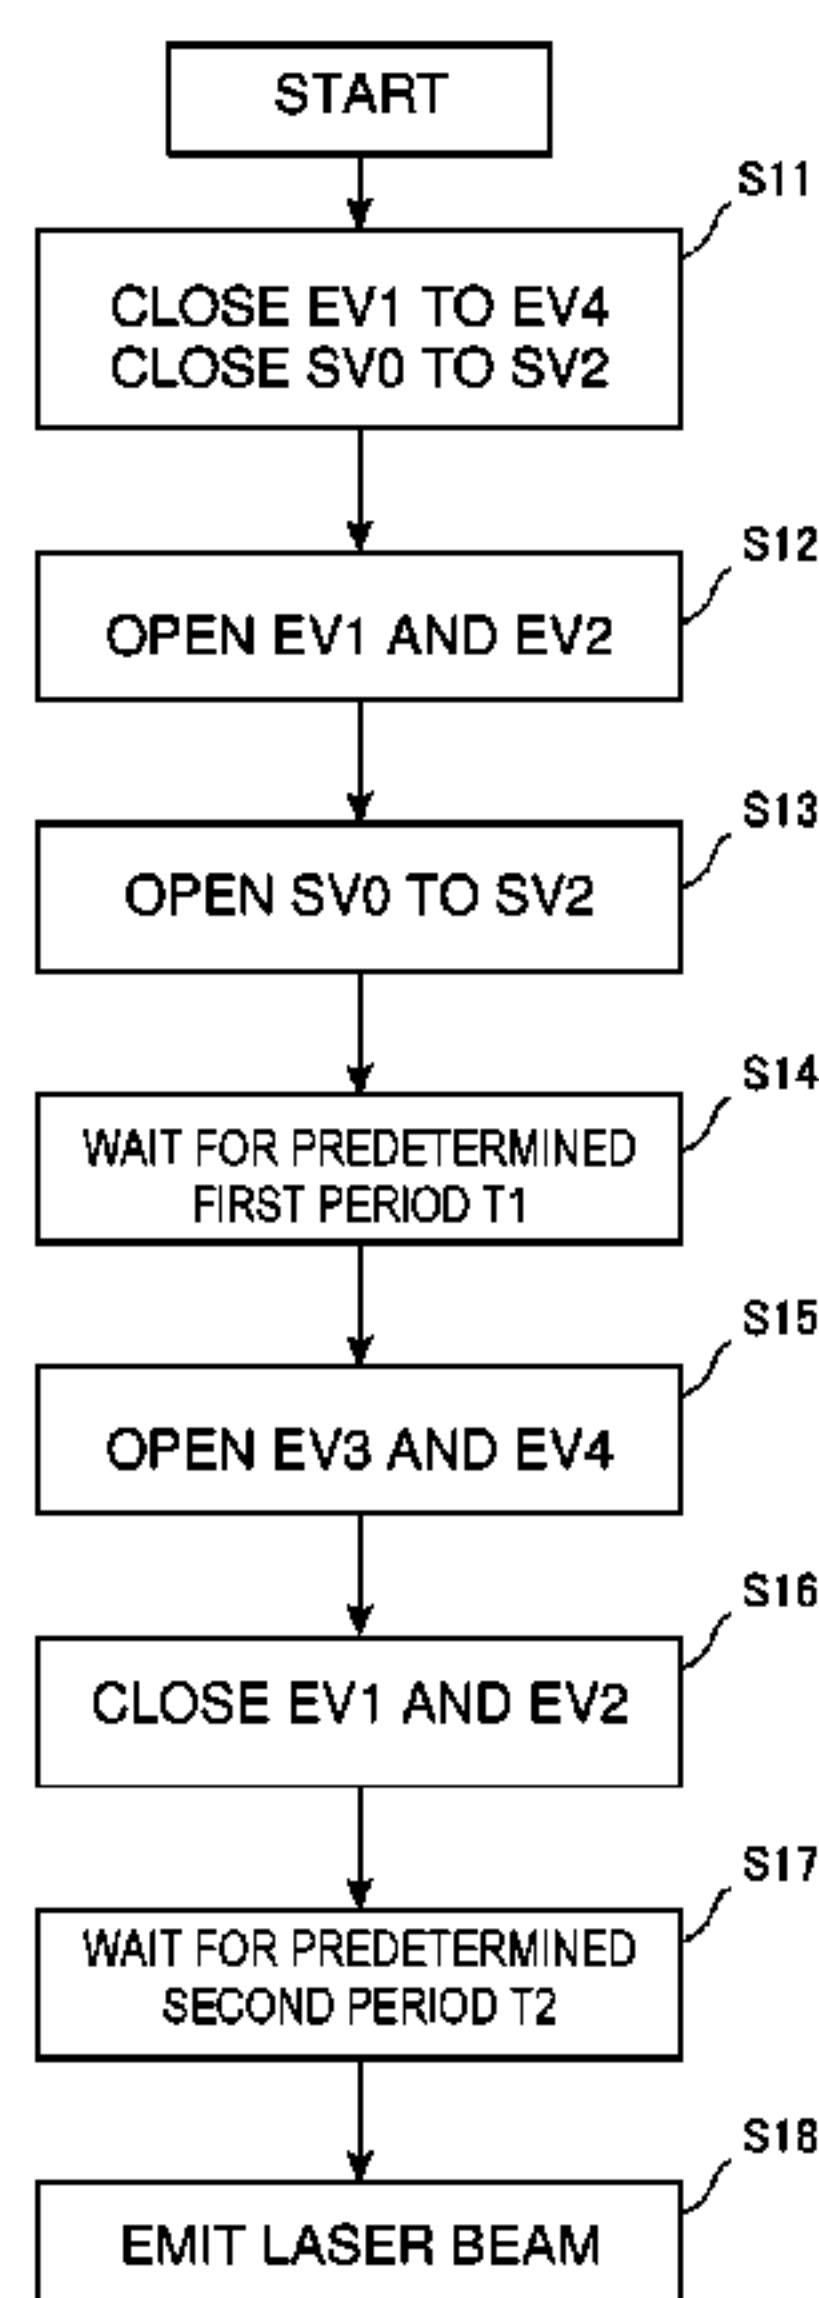 START
S11
CLOSE EV1 TO EV4
CLOSE SV0 TO SV2
S12
OPEN EV1 AND EV2
S13
OPEN SV0 TO SV2
S14
WAIT FOR PREDETERMINED
FIRST PERIOD T1
S15
OPEN EV3 AND EV4
S16
CLOSE EV1 AND EV2
S17
WAIT FOR PREDETERMINED
SECOND PERIOD T2
S18
EMIT LASER BEAM